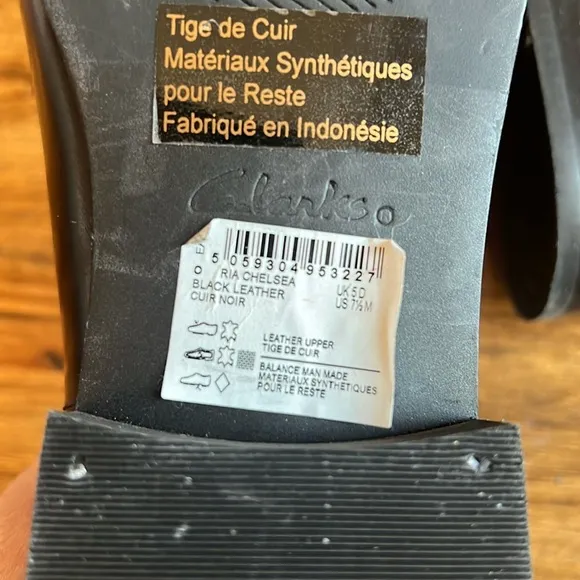 Tige de Cuir
Matériaux Synthétiques
pour le Reste
Fabriqué en Indonésie
Clarks
5 059304 953227
RIA CHELSEA
BLACK LEATHER
CUIR NOIR
UK 5 D
US 7½ M
LEATHER UPPER
TIGE DE CUIR
BALANCE MAN MADE
MATERIAUX SYNTHETIQUES
POUR LE RESTE